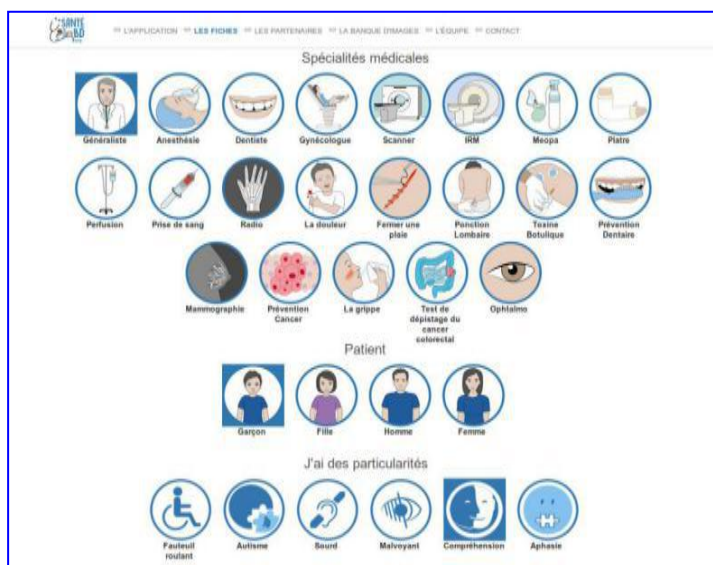 SANTÉ
BD
L'APPLICATION LES FICHES LES PARTENAIRES LA BANQUE D'IMAGES L'ÉQUIPE CONTACT
Spécialités médicales
Généraliste Anesthésie Dentiste Gynécologue Scanner IRM Meopa Platre
Perfusion Prise de sang Radio La douleur Fermer une Ponction Toxine Prévention
plaie Lombaire Botulique Dentaire
Mammographie Prévention La grippe Test de Ophtalmo
Cancer dépistage du
cancer
colorectal
Patient
Garçon Fille Homme Femme
J'ai des particularités
Fauteuil Autisme Sourd Malvoyant Compréhension Aphasie
roulant